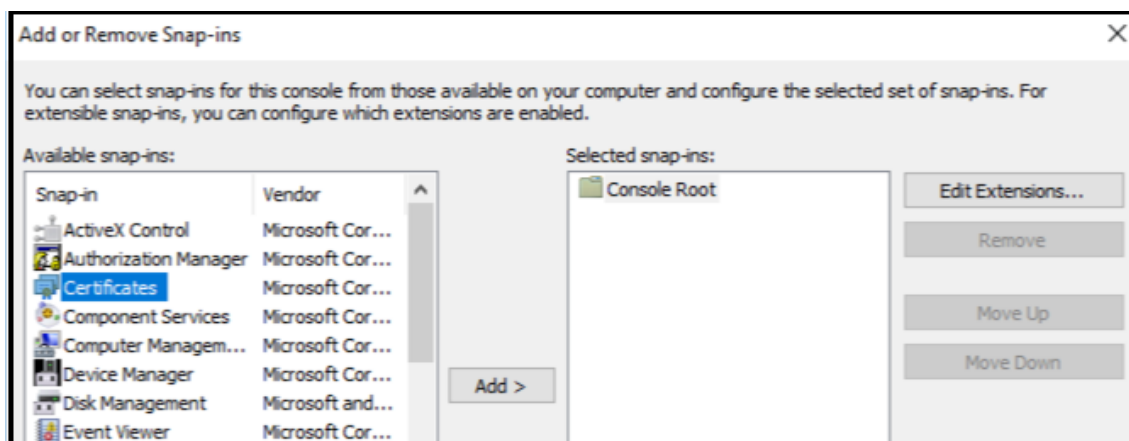 Add or Remove Snap-ins
You can select snap-ins for this console from those available on your computer and configure the selected set of snap-ins. For
extensible snap-ins, you can configure which extensions are enabled.
Available snap-ins:
Selected snap-ins:
Snap-in Vendor
Console Root
Edit Extensions...
ActiveX Control Microsoft Cor...
Remove
Authorization Manager Microsoft Cor...
Certificates Microsoft Cor...
Component Services Microsoft Cor...
Move Up
Computer Managem... Microsoft Cor...
Move Down
Device Manager Microsoft Cor...
Add >
Disk Management Microsoft and...
Event Viewer Microsoft Cor...